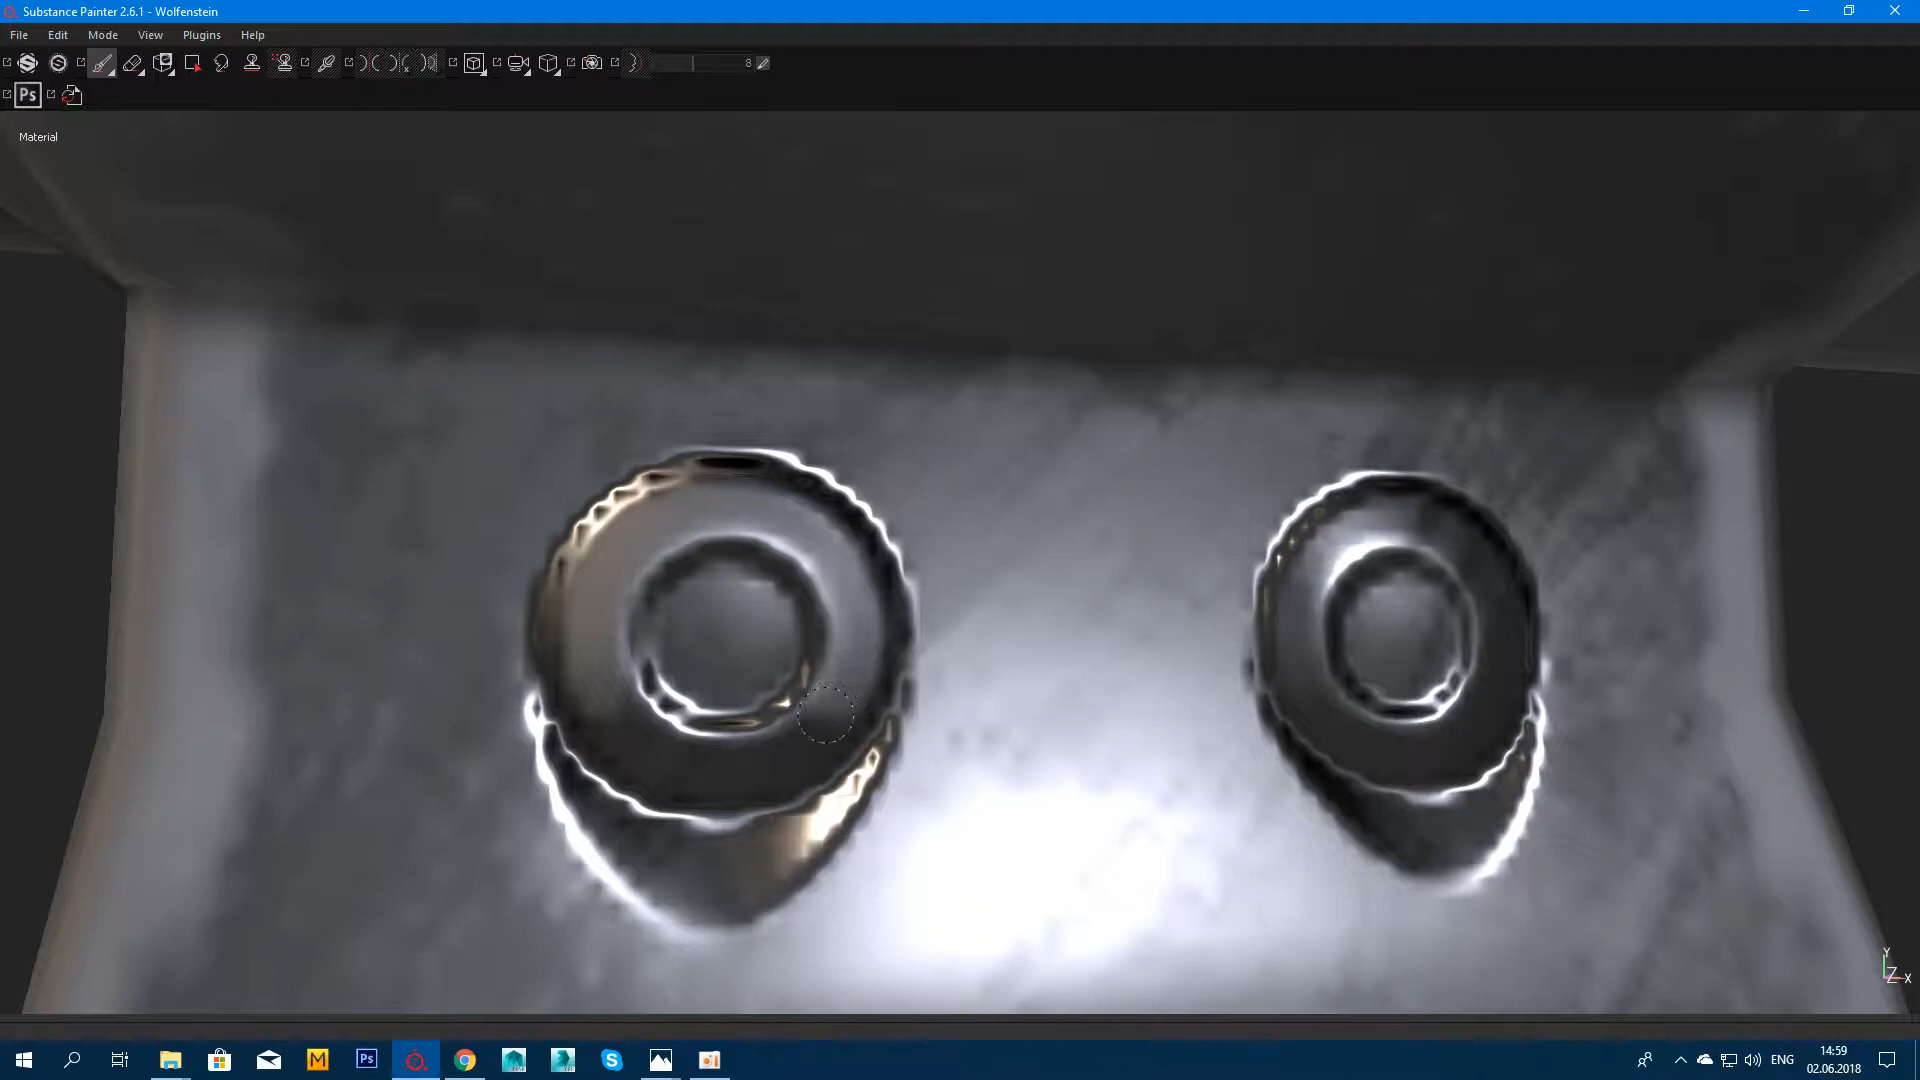 Substance Painter 2.6.1 - Wolfenstein
File Edit Mode View Plugins Help
8
Ps
Material
Y
Z X
M Ps S ENG 14:59
02.06.2018